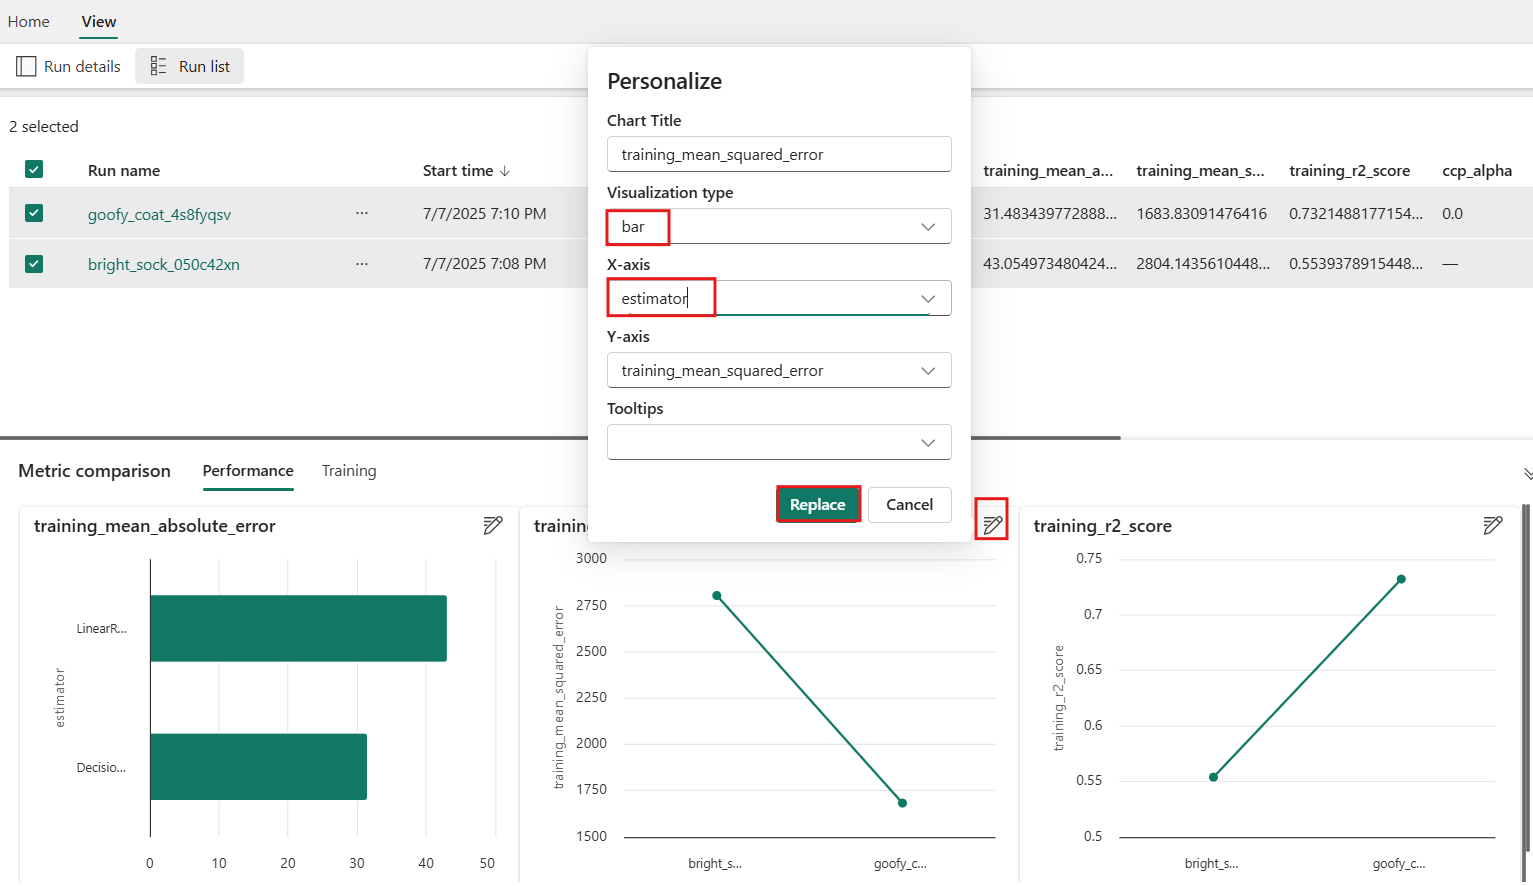 Home View
Run details Run list
2 selected
Run name Start time ↓ training_mean_a... training_mean_s... training_r2_score ccp_alpha
goofy_coat_4s8fyqsv ... 7/7/2025 7:10 PM 31.483439772888... 1683.83091476416 0.7321488177154... 0.0
bright_sock_050c42xn ... 7/7/2025 7:08 PM 43.054973480424... 2804.1435610448... 0.5539378915448... —
Personalize
Chart Title
training_mean_squared_error
Visualization type
bar
X-axis
estimator
Y-axis
training_mean_squared_error
Tooltips
Replace Cancel
Metric comparison Performance Training
training_mean_absolute_error
estimator
LinearR...
Decisio...
0 10 20 30 40 50
trainin
training_mean_squared_error
3000
2750
2500
2250
2000
1750
1500
bright_s... goofy_c...
training_r2_score
training_r2_score
0.75
0.7
0.65
0.6
0.55
0.5
bright_s... goofy_c...